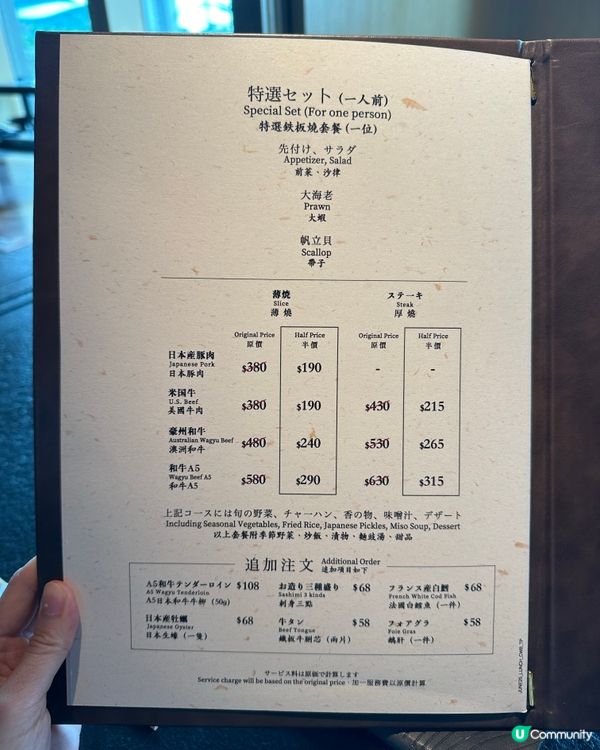 特選セット (一人前)
Special Set (For one person)
特選鉄板燒套餐 (一位)
先付け、サラダ
Appetizer, Salad
前菜、沙律
大海老
Prawn
大蝦
帆立貝
Scallop
帶子
薄燒 ステーキ
Slice Steak
薄燒 厚燒
Original Price Half Price Original Price Half Price
原價 半價 原價 半價
日本産豚肉
Japanese Pork $380 $190 - -
日本豚肉
米国牛
U.S. Beef $380 $190 $430 $215
美國牛肉
豪州和牛
Australian Wagyu Beef $480 $240 $530 $265
澳洲和牛
和牛A5
Wagyu Beef A5 $580 $290 $630 $315
和牛A5
上記コースには旬の野菜、チャーハン、香の物、味噌汁、デザート
Including Seasonal Vegetables, Fried Rice, Japanese Pickles, Miso Soup, Dessert
以上套餐附季節野菜、炒飯、漬物、麵豉湯、甜品
追加注文 Additional Order
追加項目如下
A5和牛テンダーロイン $108 お造り三種盛り $68 フランス産白鱈 $68
A5 Wagyu Tenderloin Sashimi 3 kinds French White Cod Fish
A5日本和牛牛柳 (50g) 刺身三點 法國白鱈魚 (一件)
日本産牡蠣 $68 牛タン $58 フォアグラ $58
Japanese Oyster Beef Tongue Foie Gras
日本生蠔 (一隻) 鐵板牛脷芯 (兩片) 鵝肝 (一件)
サービス料は原価で計算します
Service charge will be based on the original price．加一服務費以原價計算
U Community